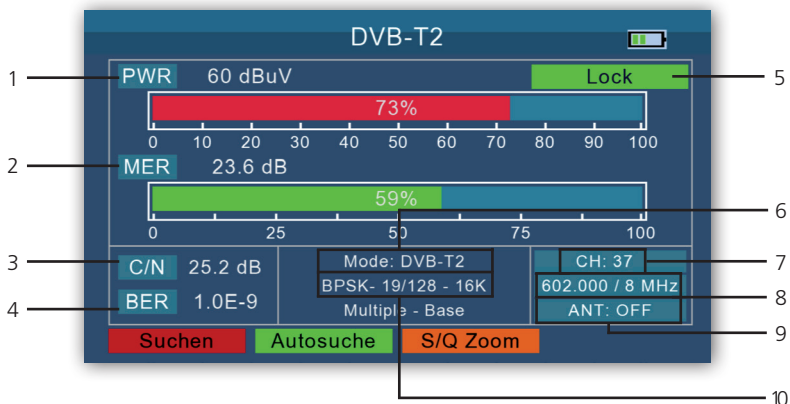 DVB-T2
1 PWR 60 dBuV Lock 5
73%
0 10 20 30 40 50 60 70 80 90 100
2 MER 23.6 dB
59%
6
0 25 50 75 100
3 C/N 25.2 dB Mode: DVB-T2 CH: 37 7
BPSK- 19/128 - 16K 602.000 / 8 MHz 8
4 BER 1.0E-9 Multiple - Base ANT: OFF 9
Suchen Autosuche S/Q Zoom
10